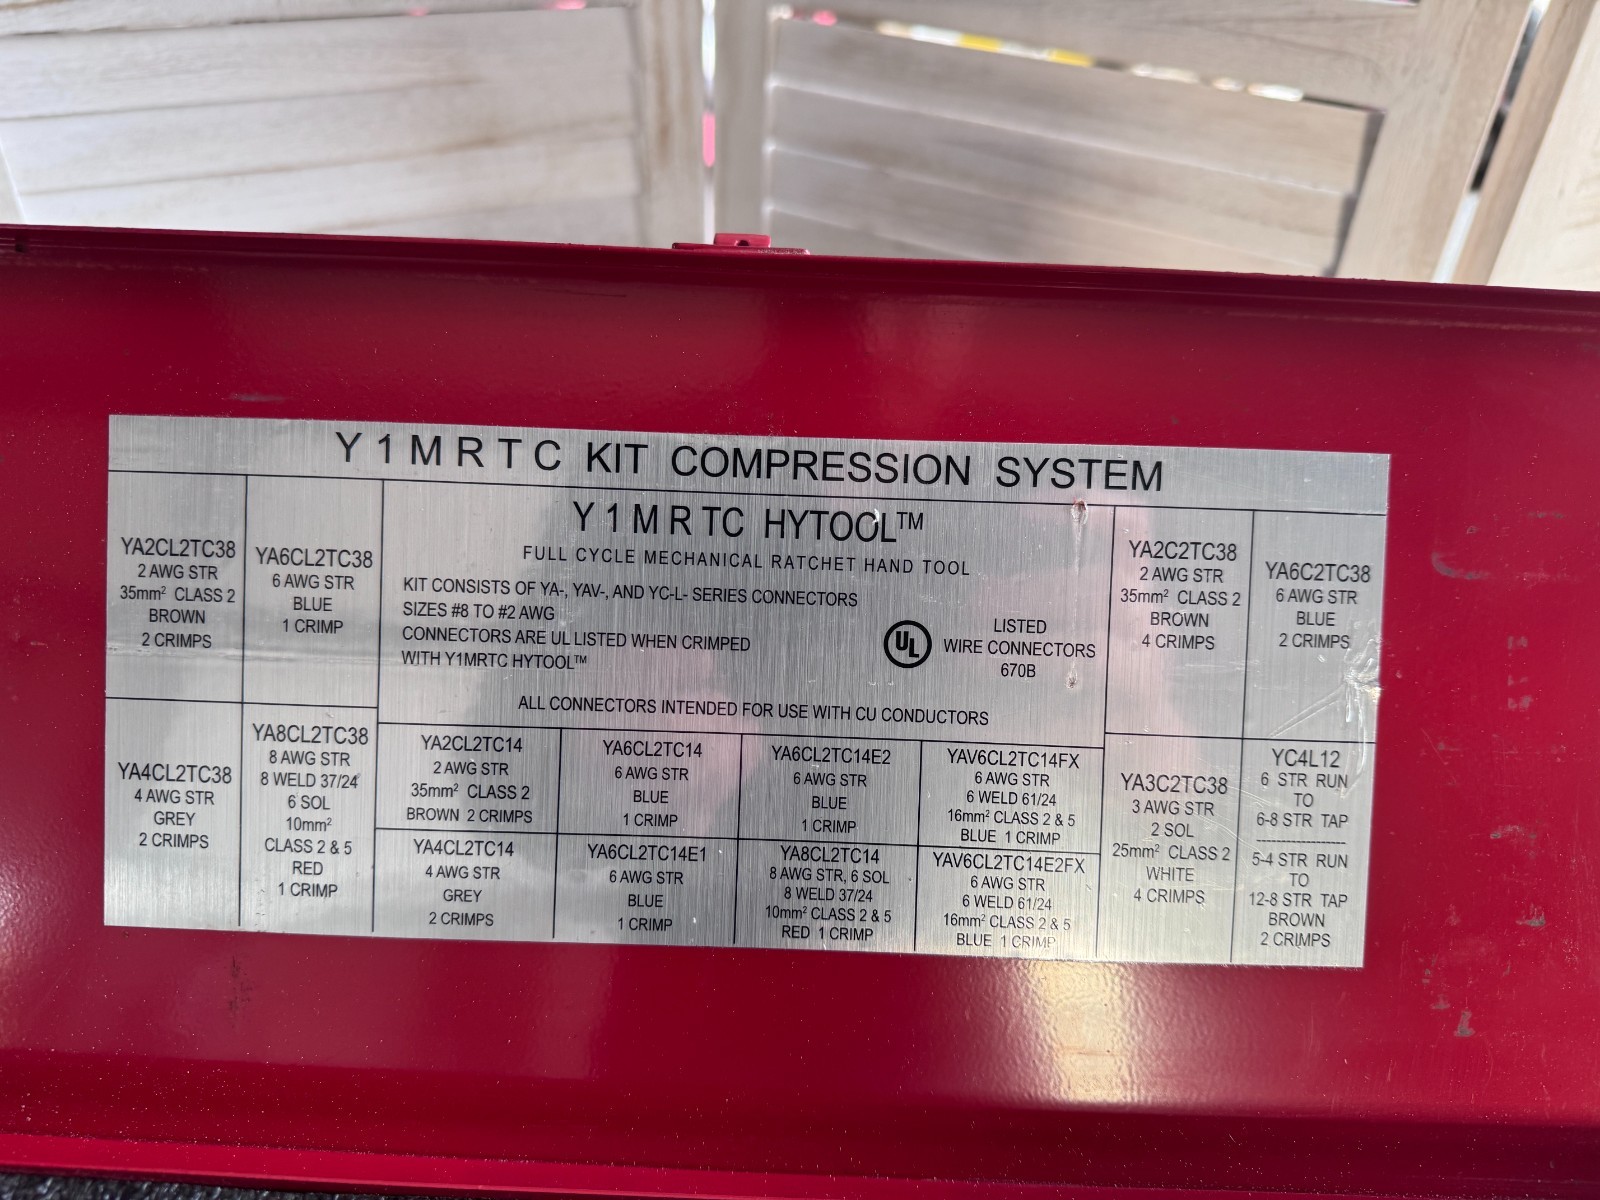 Y1MRTC KIT COMPRESSION SYSTEM
YA2CL2TC38
2 AWG STR
35mm² CLASS 2
BROWN
2 CRIMPS
YA6CL2TC38
6 AWG STR
BLUE
1 CRIMP
Y1MRTC HYTOOL™
FULL CYCLE MECHANICAL RATCHET HAND TOOL
KIT CONSISTS OF YA-, YAV-, AND YC-L- SERIES CONNECTORS
SIZES #8 TO #2 AWG
CONNECTORS ARE UL LISTED WHEN CRIMPED
WITH Y1MRTC HYTOOL™
UL
LISTED
WIRE CONNECTORS
670B
ALL CONNECTORS INTENDED FOR USE WITH CU CONDUCTORS
YA2C2TC38
2 AWG STR
35mm² CLASS 2
BROWN
4 CRIMPS
YA6C2TC38
6 AWG STR
BLUE
2 CRIMPS
YA4CL2TC38
4 AWG STR
GREY
2 CRIMPS
YA8CL2TC38
8 AWG STR
8 WELD 37/24
6 SOL
10mm²
CLASS 2 & 5
RED
1 CRIMP
YA2CL2TC14
2 AWG STR
35mm² CLASS 2
BROWN 2 CRIMPS
YA6CL2TC14
6 AWG STR
BLUE
1 CRIMP
YA6CL2TC14E2
6 AWG STR
BLUE
1 CRIMP
YAV6CL2TC14FX
6 AWG STR
6 WELD 61/24
16mm² CLASS 2 & 5
BLUE 1 CRIMP
YA4CL2TC14
4 AWG STR
GREY
2 CRIMPS
YA6CL2TC14E1
6 AWG STR
BLUE
1 CRIMP
YA8CL2TC14
8 AWG STR, 6 SOL
8 WELD 37/24
10mm² CLASS 2 & 5
RED 1 CRIMP
YAV6CL2TC14E2FX
6 AWG STR
6 WELD 61/24
16mm² CLASS 2 & 5
BLUE 1 CRIMP
YA3C2TC38
3 AWG STR
2 SOL
25mm² CLASS 2
WHITE
4 CRIMPS
YC4L12
6 STR RUN
TO
6-8 STR TAP
--------------------
5-4 STR RUN
TO
12-8 STR TAP
BROWN
2 CRIMPS